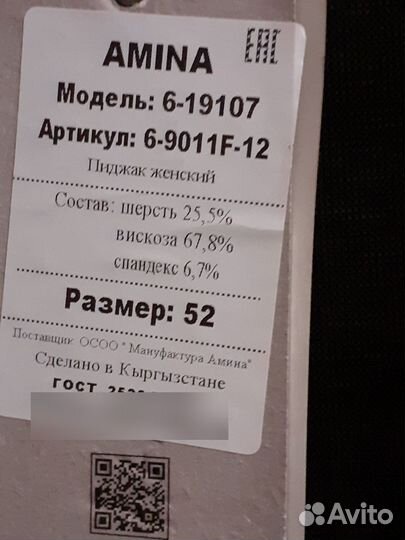 AMINA
EAC
Модель: 6-19107
Артикул: 6-9011F-12
Пиджак женский
Состав: шерсть 25,5%
вискоза 67,8%
спандекс 6,7%
Размер: 52
Поставщик ОСОО "Мануфактура Амина"
Сделано в Кыргызстане
ГОСТ
Avito